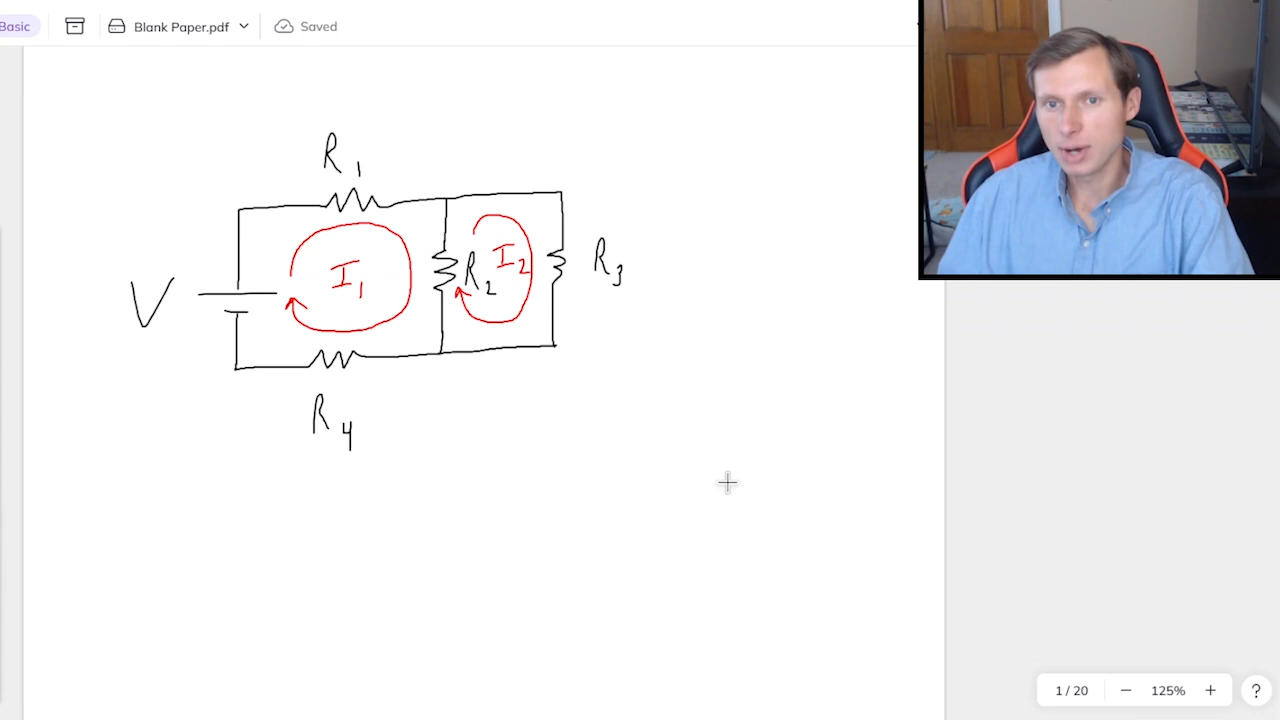 Basic
Blank Paper.pdf
Saved
R1
V
I1
R2
I2
R3
R4
1 / 20
125%
?